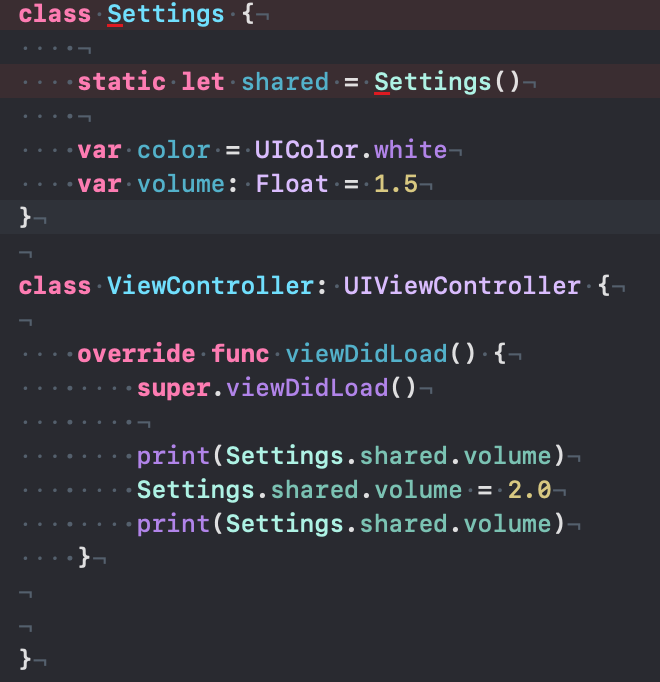 class Settings {
    static let shared = Settings()
    var color = UIColor.white
    var volume: Float = 1.5
}
class ViewController: UIViewController {
    override func viewDidLoad() {
        super.viewDidLoad()
        print(Settings.shared.volume)
        Settings.shared.volume = 2.0
        print(Settings.shared.volume)
    }
}